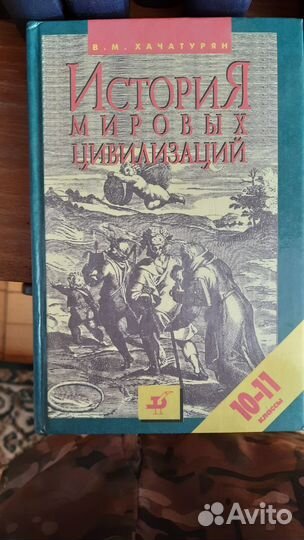 В. М. ХАЧАТУРЯН
ИСТОРИЯ
МИРОВЫХ
ЦИВИЛИЗАЦИЙ
10-11
КЛАССЫ
Avito